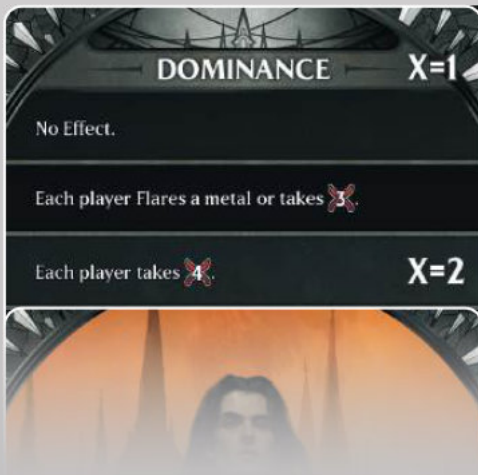 DOMINANCE X=1
No Effect.
Each player Flares a metal or takes 3.
Each player takes 4. X=2